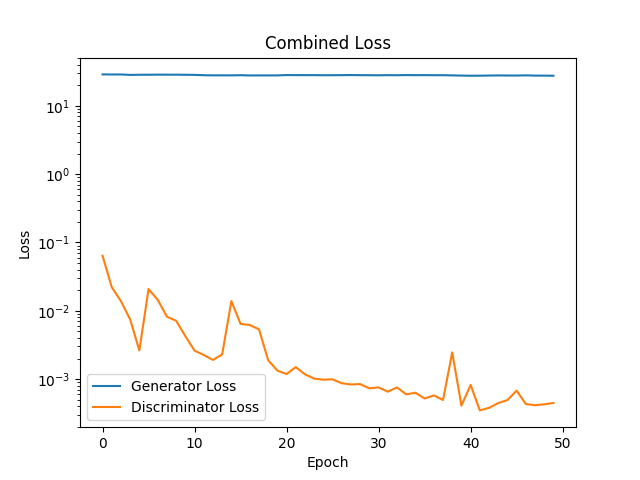 Combined Loss
Loss
10^1
10^0
10^−1
10^−2
10^−3
Generator Loss
Discriminator Loss
0 10 20 30 40 50
Epoch